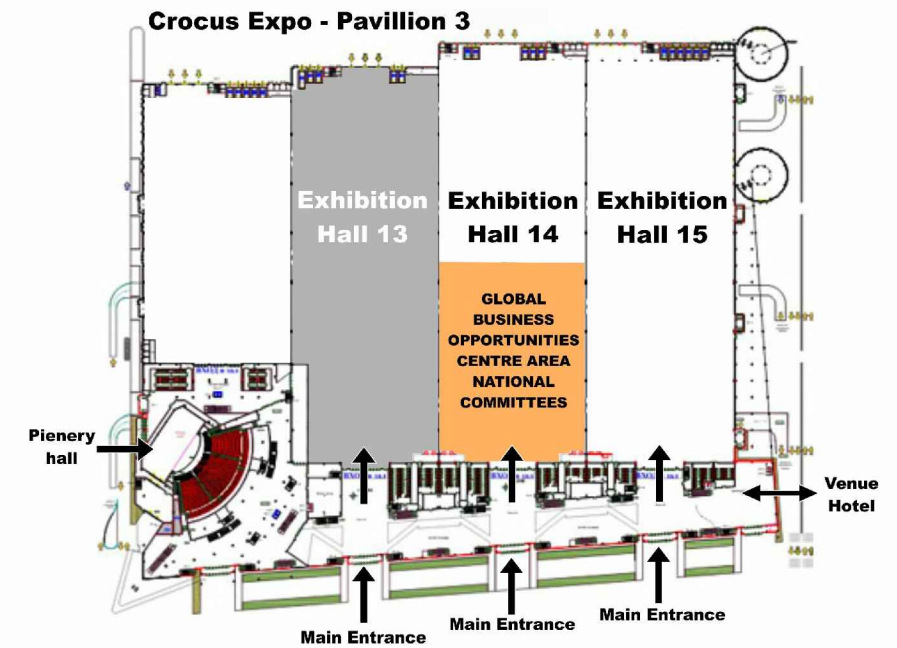 Crocus Expo - Pavillion 3
Exhibition
Hall 13
Exhibition
Hall 14
Exhibition
Hall 15
GLOBAL
BUSINESS
OPPORTUNITIES
CENTRE AREA
NATIONAL
COMMITTEES
Pienery
hall
Venue
Hotel
Main Entrance
Main Entrance
Main Entrance